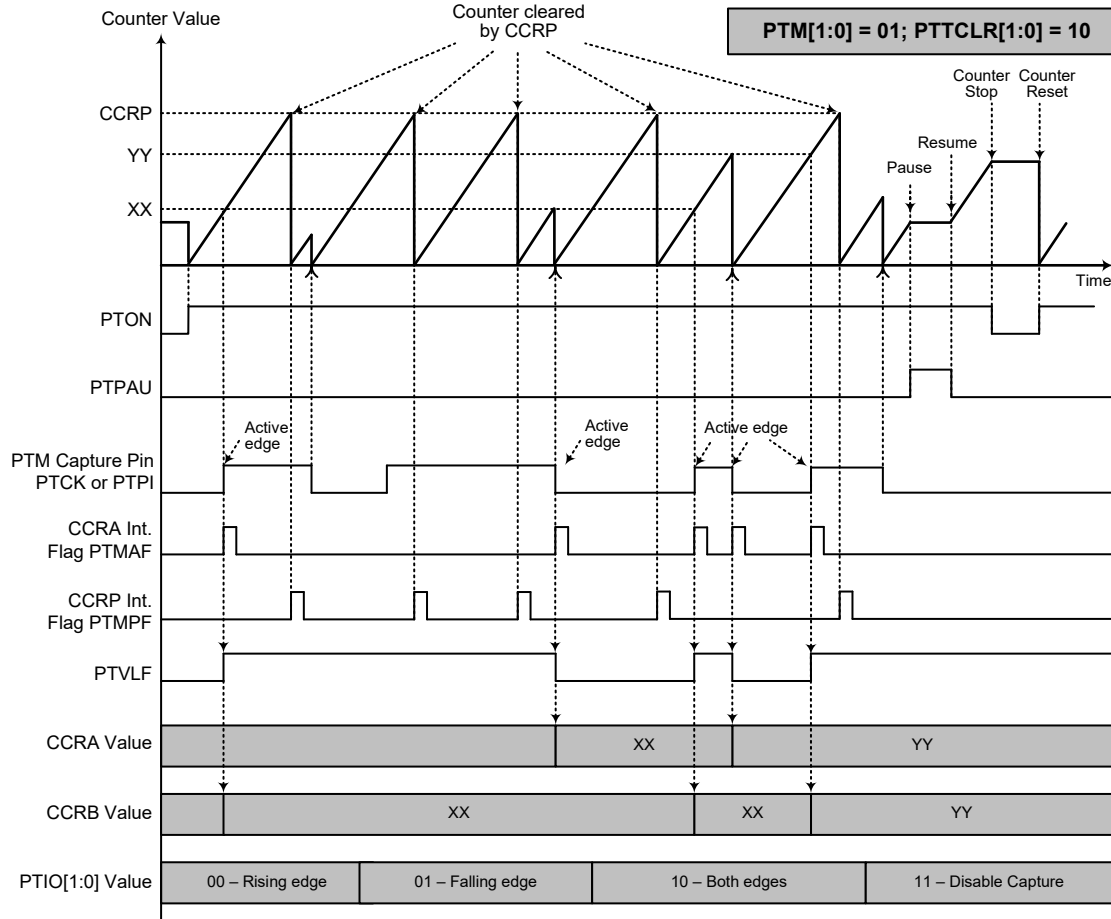 Counter Value
Counter cleared
by CCRP
PTM[1:0] = 01; PTTCLR[1:0] = 10
Counter
Stop
Counter
Reset
CCRP
YY
XX
Pause
Resume
Time
PTON
PTPAU
Active
edge
Active
edge
Active edge
PTM Capture Pin
PTCK or PTPI
CCRA Int.
Flag PTMAF
CCRP Int.
Flag PTMPF
PTVLF
CCRA Value
XX
YY
CCRB Value
XX
XX
YY
PTIO[1:0] Value
00 – Rising edge
01 – Falling edge
10 – Both edges
11 – Disable Capture